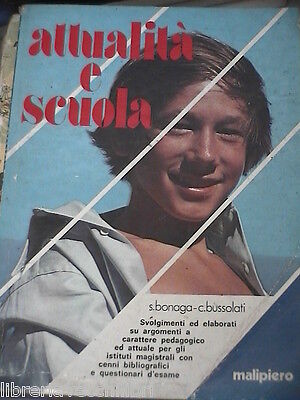 attualità
e
scuola
s.bonaga-c.bussolati
Svolgimenti ed elaborati
su argomenti a
carattere pedagogico
ed attuale per gli
istituti magistrali con
cenni bibliografici
e questionari d'esame
malipiero